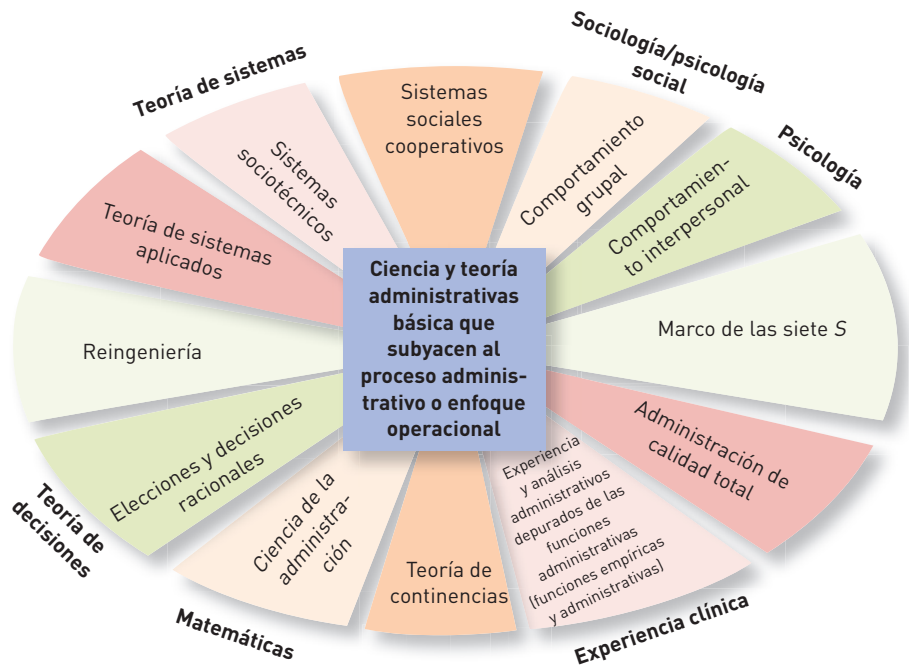 Teoría de sistemas
Sociología/psicología
social
Psicología
Sistemas
sociales
cooperativos
Comportamiento
grupal
Comportamien-
to interpersonal
Marco de las siete S
Administración de
calidad total
Experiencia
y análisis
administrativos
depurados de las
funciones
administrativas
(funciones empíricas
y administrativas)
Experiencia clínica
Teoría de
continencias
Ciencia de la
administra-
ción
Matemáticas
Elecciones y decisiones
racionales
Teoría de
decisiones
Reingeniería
Teoría de sistemas
aplicados
Sistemas
sociotécnicos
Ciencia y teoría
administrativas
básica que
subyacen al
proceso adminis-
trativo o enfoque
operacional